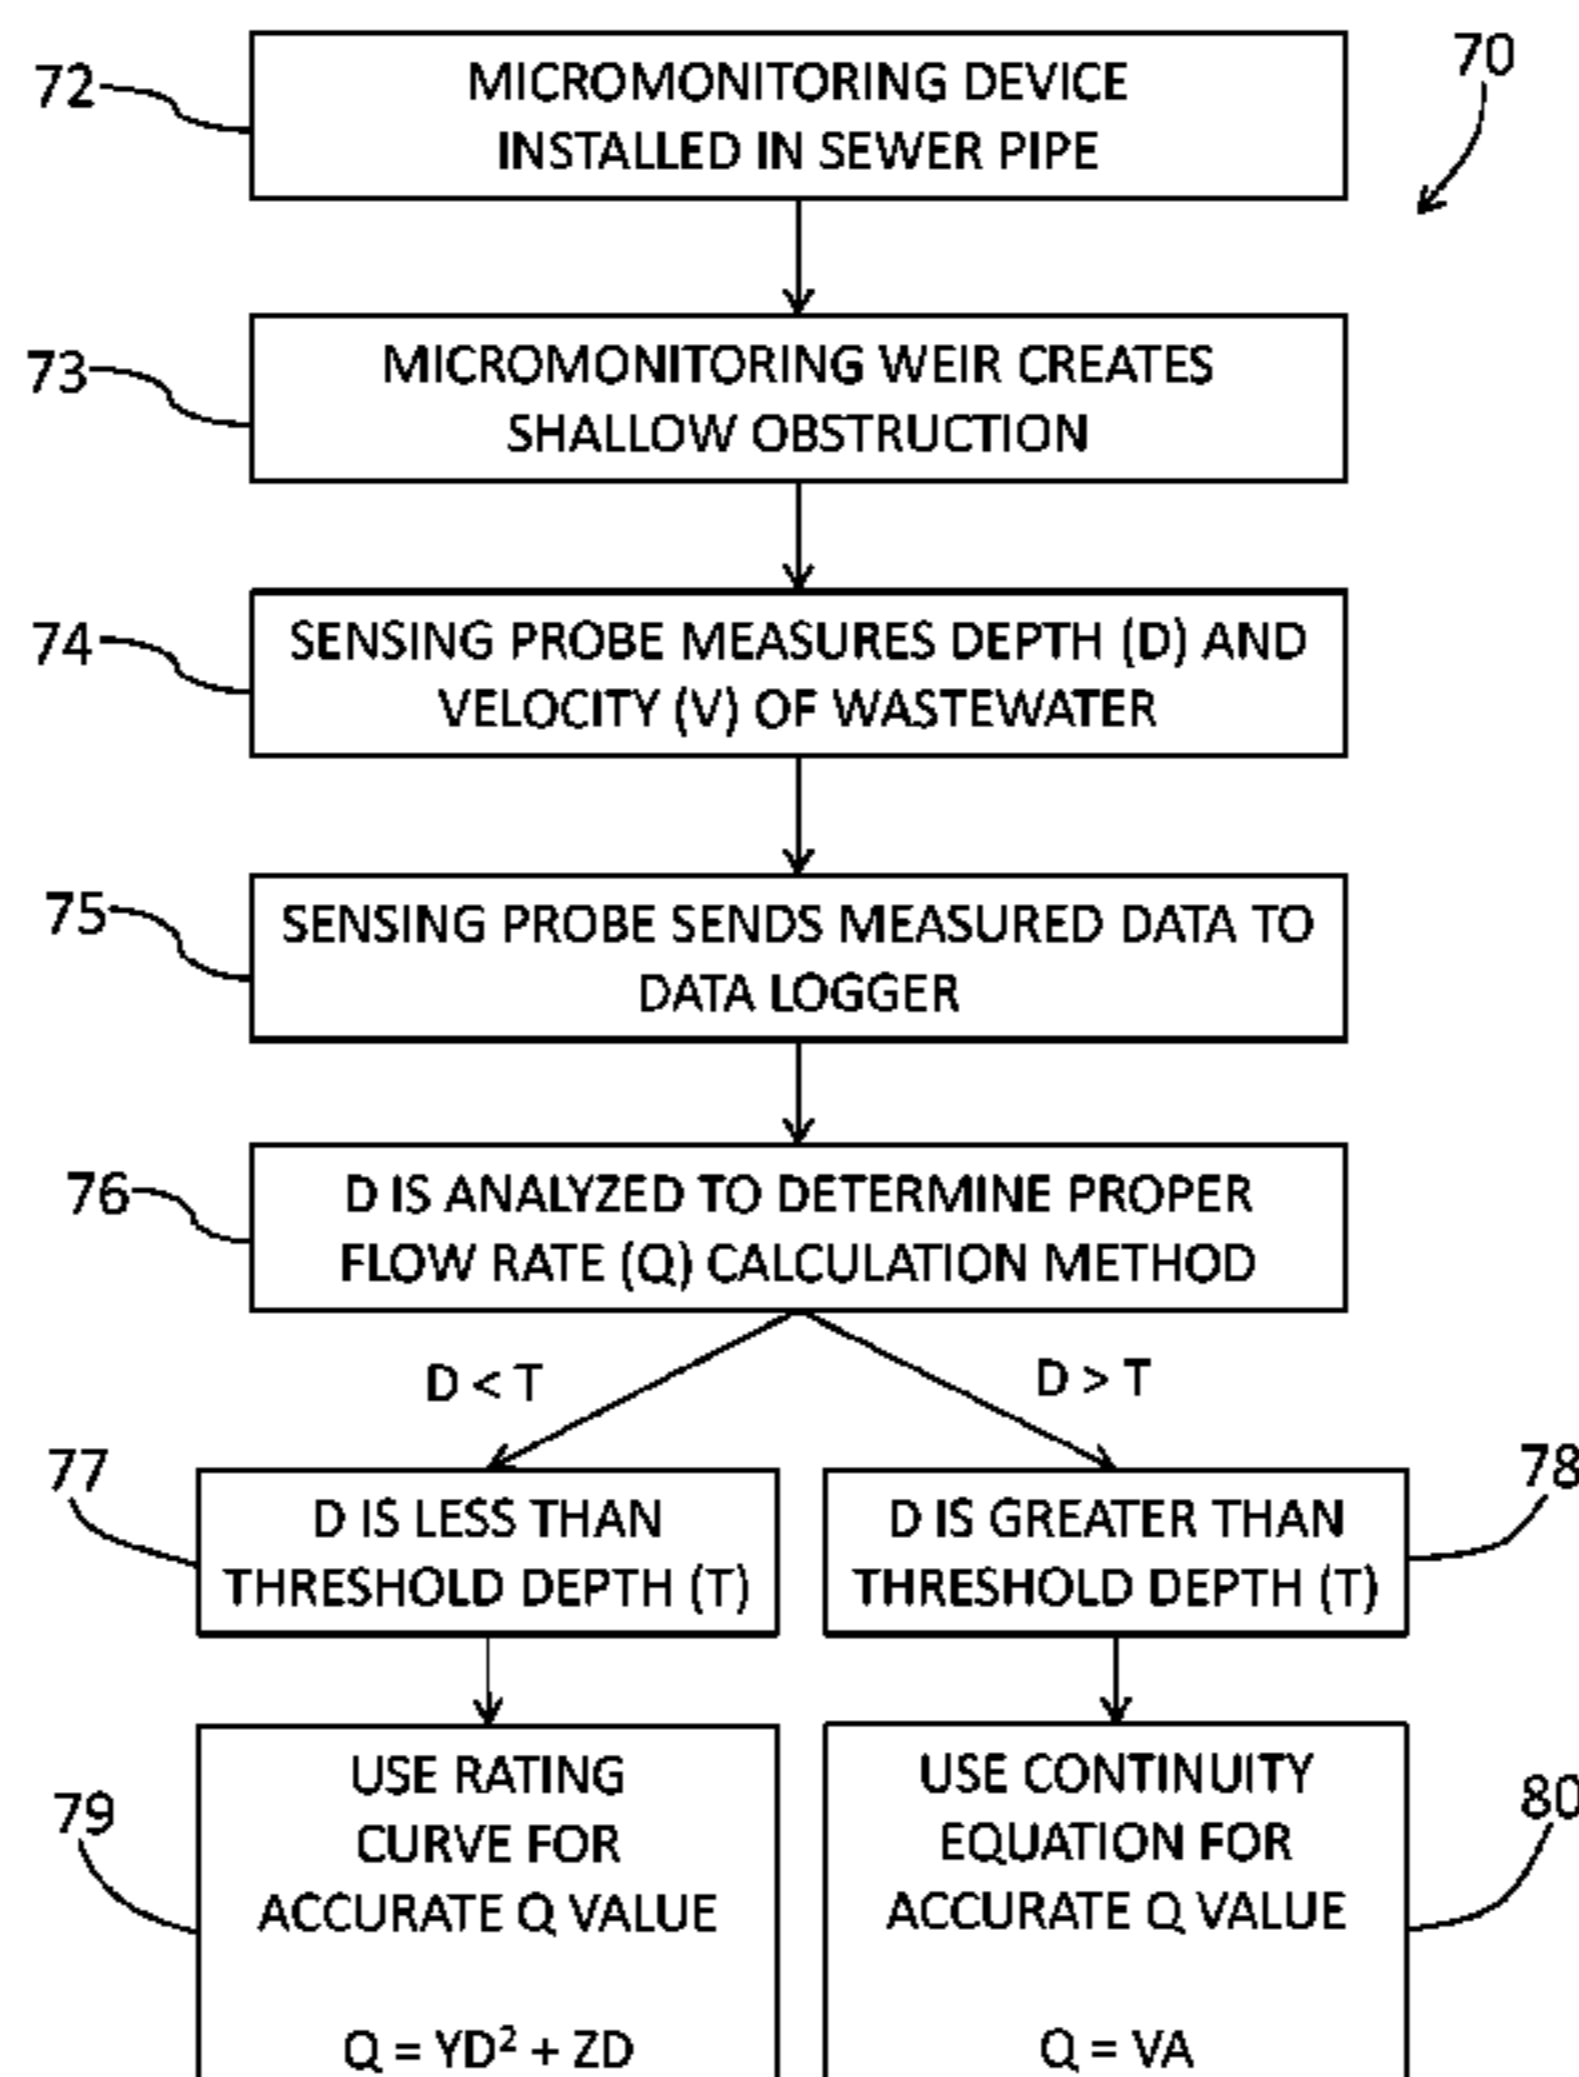 70
72
MICROMONITORING DEVICE
INSTALLED IN SEWER PIPE
73
MICROMONITORING WEIR CREATES
SHALLOW OBSTRUCTION
74
SENSING PROBE MEASURES DEPTH (D) AND
VELOCITY (V) OF WASTEWATER
75
SENSING PROBE SENDS MEASURED DATA TO
DATA LOGGER
76
D IS ANALYZED TO DETERMINE PROPER
FLOW RATE (Q) CALCULATION METHOD
D < T
D > T
77
D IS LESS THAN
THRESHOLD DEPTH (T)
78
D IS GREATER THAN
THRESHOLD DEPTH (T)
79
USE RATING
CURVE FOR
ACCURATE Q VALUE
Q = YD² + ZD
80
USE CONTINUITY
EQUATION FOR
ACCURATE Q VALUE
Q = VA